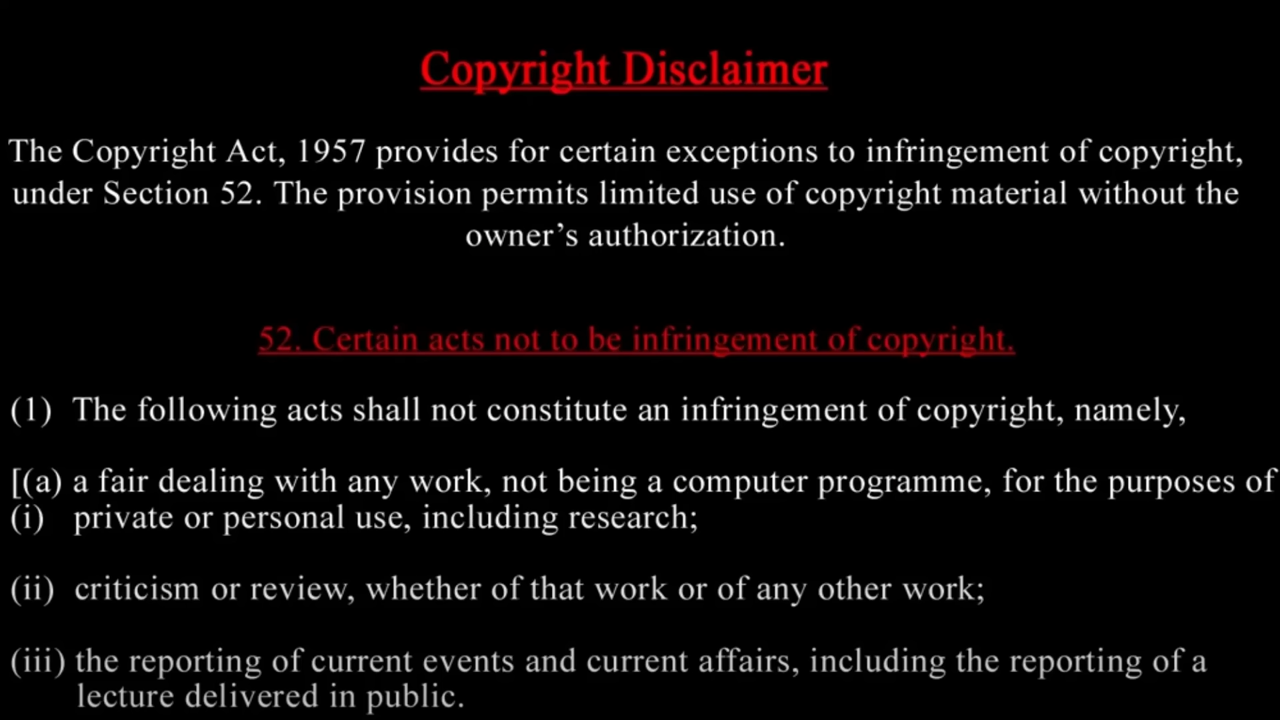 Copyright Disclaimer
The Copyright Act, 1957 provides for certain exceptions to infringement of copyright,
under Section 52. The provision permits limited use of copyright material without the
owner’s authorization.
52. Certain acts not to be infringement of copyright.
(1) The following acts shall not constitute an infringement of copyright, namely,
[(a) a fair dealing with any work, not being a computer programme, for the purposes of
(i) private or personal use, including research;
(ii) criticism or review, whether of that work or of any other work;
(iii) the reporting of current events and current affairs, including the reporting of a
lecture delivered in public.